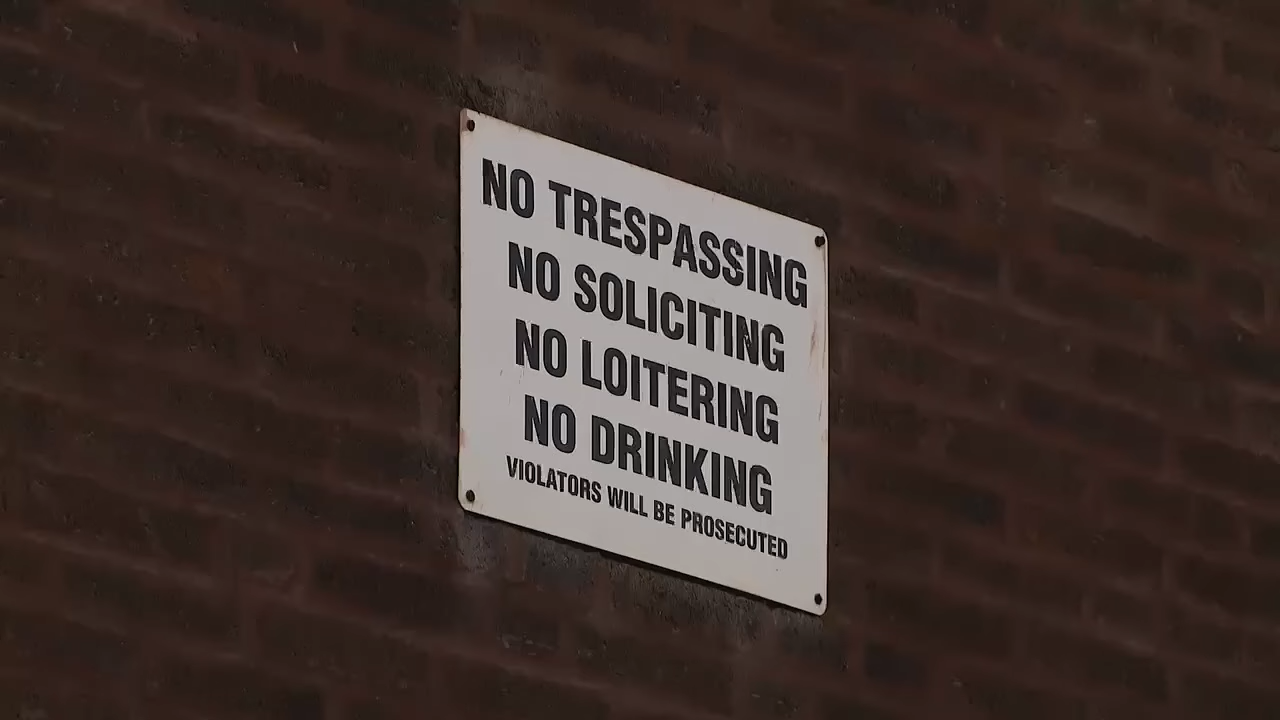 NO TRESPASSING
NO SOLICITING
NO LOITERING
NO DRINKING
VIOLATORS WILL BE PROSECUTED